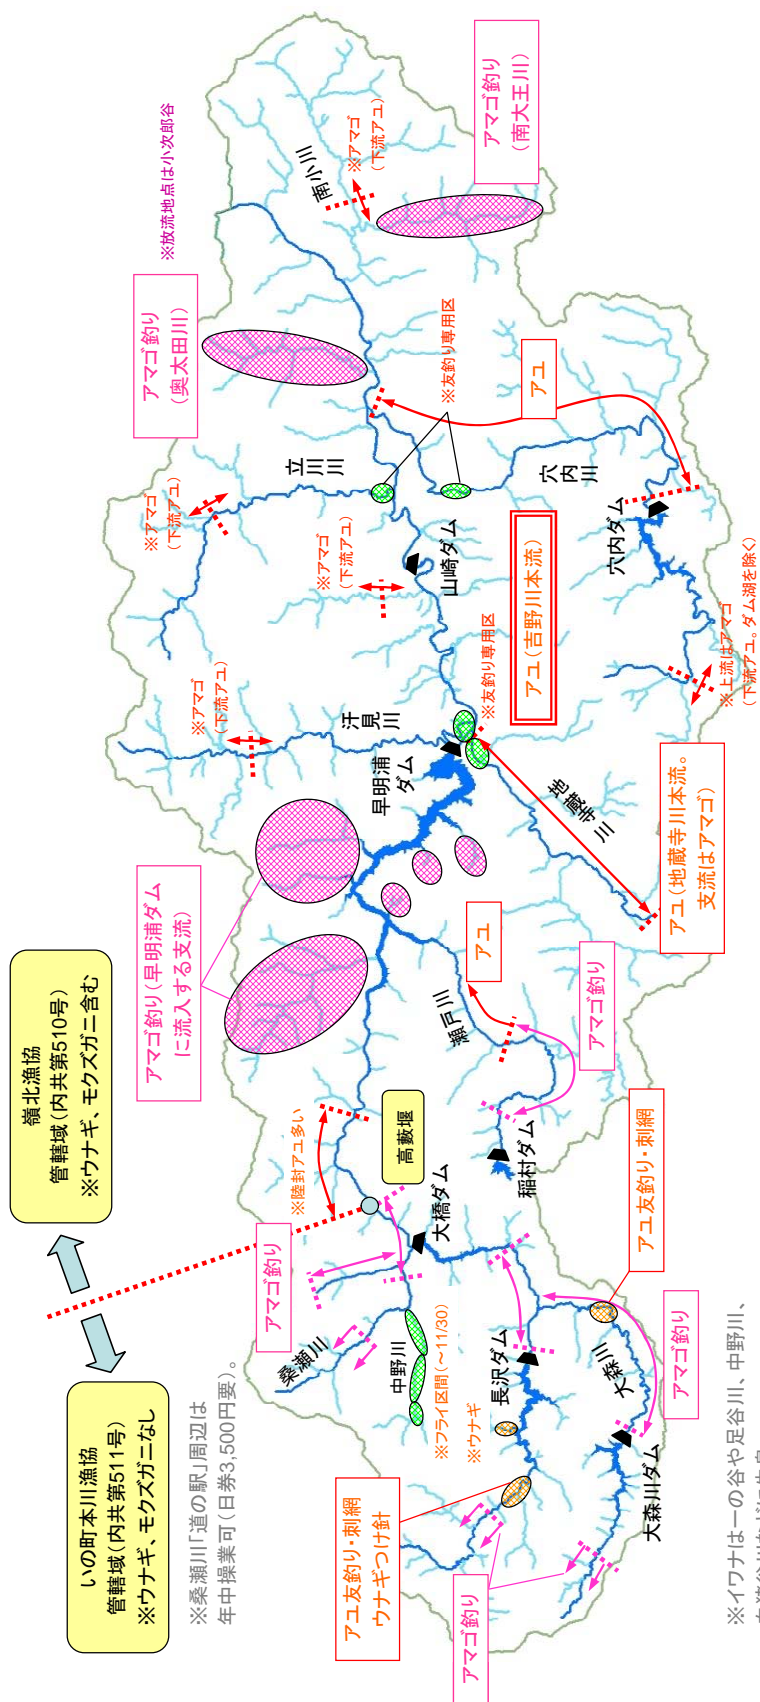 嶺北漁協
管轄域(内共第510号)
※ウナギ、モクズガニ含む
いの町本川漁協
管轄域(内共第511号)
※ウナギ、モクズガニなし
※桑瀬川「道の駅」周辺は
年中操業可(日券3,500円要)。
アマゴ釣り
桑瀬川
中野川
※フライ区間(~11/30)
※ウナギ
アユ友釣り・刺網
ウナギつけ針
アマゴ釣り
長沢ダム
大森川ダム
大森川
アマゴ釣り
アユ友釣り・刺網
大橋ダム
高藪堰
※陸封アユ多い
稲村ダム
瀬戸川
アユ
アマゴ釣り
アマゴ釣り(早明浦ダム
に流入する支流)
早明浦
ダム
汗見川
※アマゴ
(下流アユ)
地蔵寺川
アユ(地蔵寺川本流。
支流はアマゴ)
※友釣り専用区
アユ(吉野川本流)
山崎ダム
※アマゴ
(下流アユ)
※アマゴ
(下流アユ)
立川川
穴内ダム
※上流はアマゴ
(下流アユ。ダム湖を除く)
穴内川
アユ
※友釣り専用区
アマゴ釣り
(奥太田川)
※放流地点は小次郎谷
南小川
※アマゴ
(下流アユ)
アマゴ釣り
(南大王川)
※イワナは一の谷や足谷川、中野川、